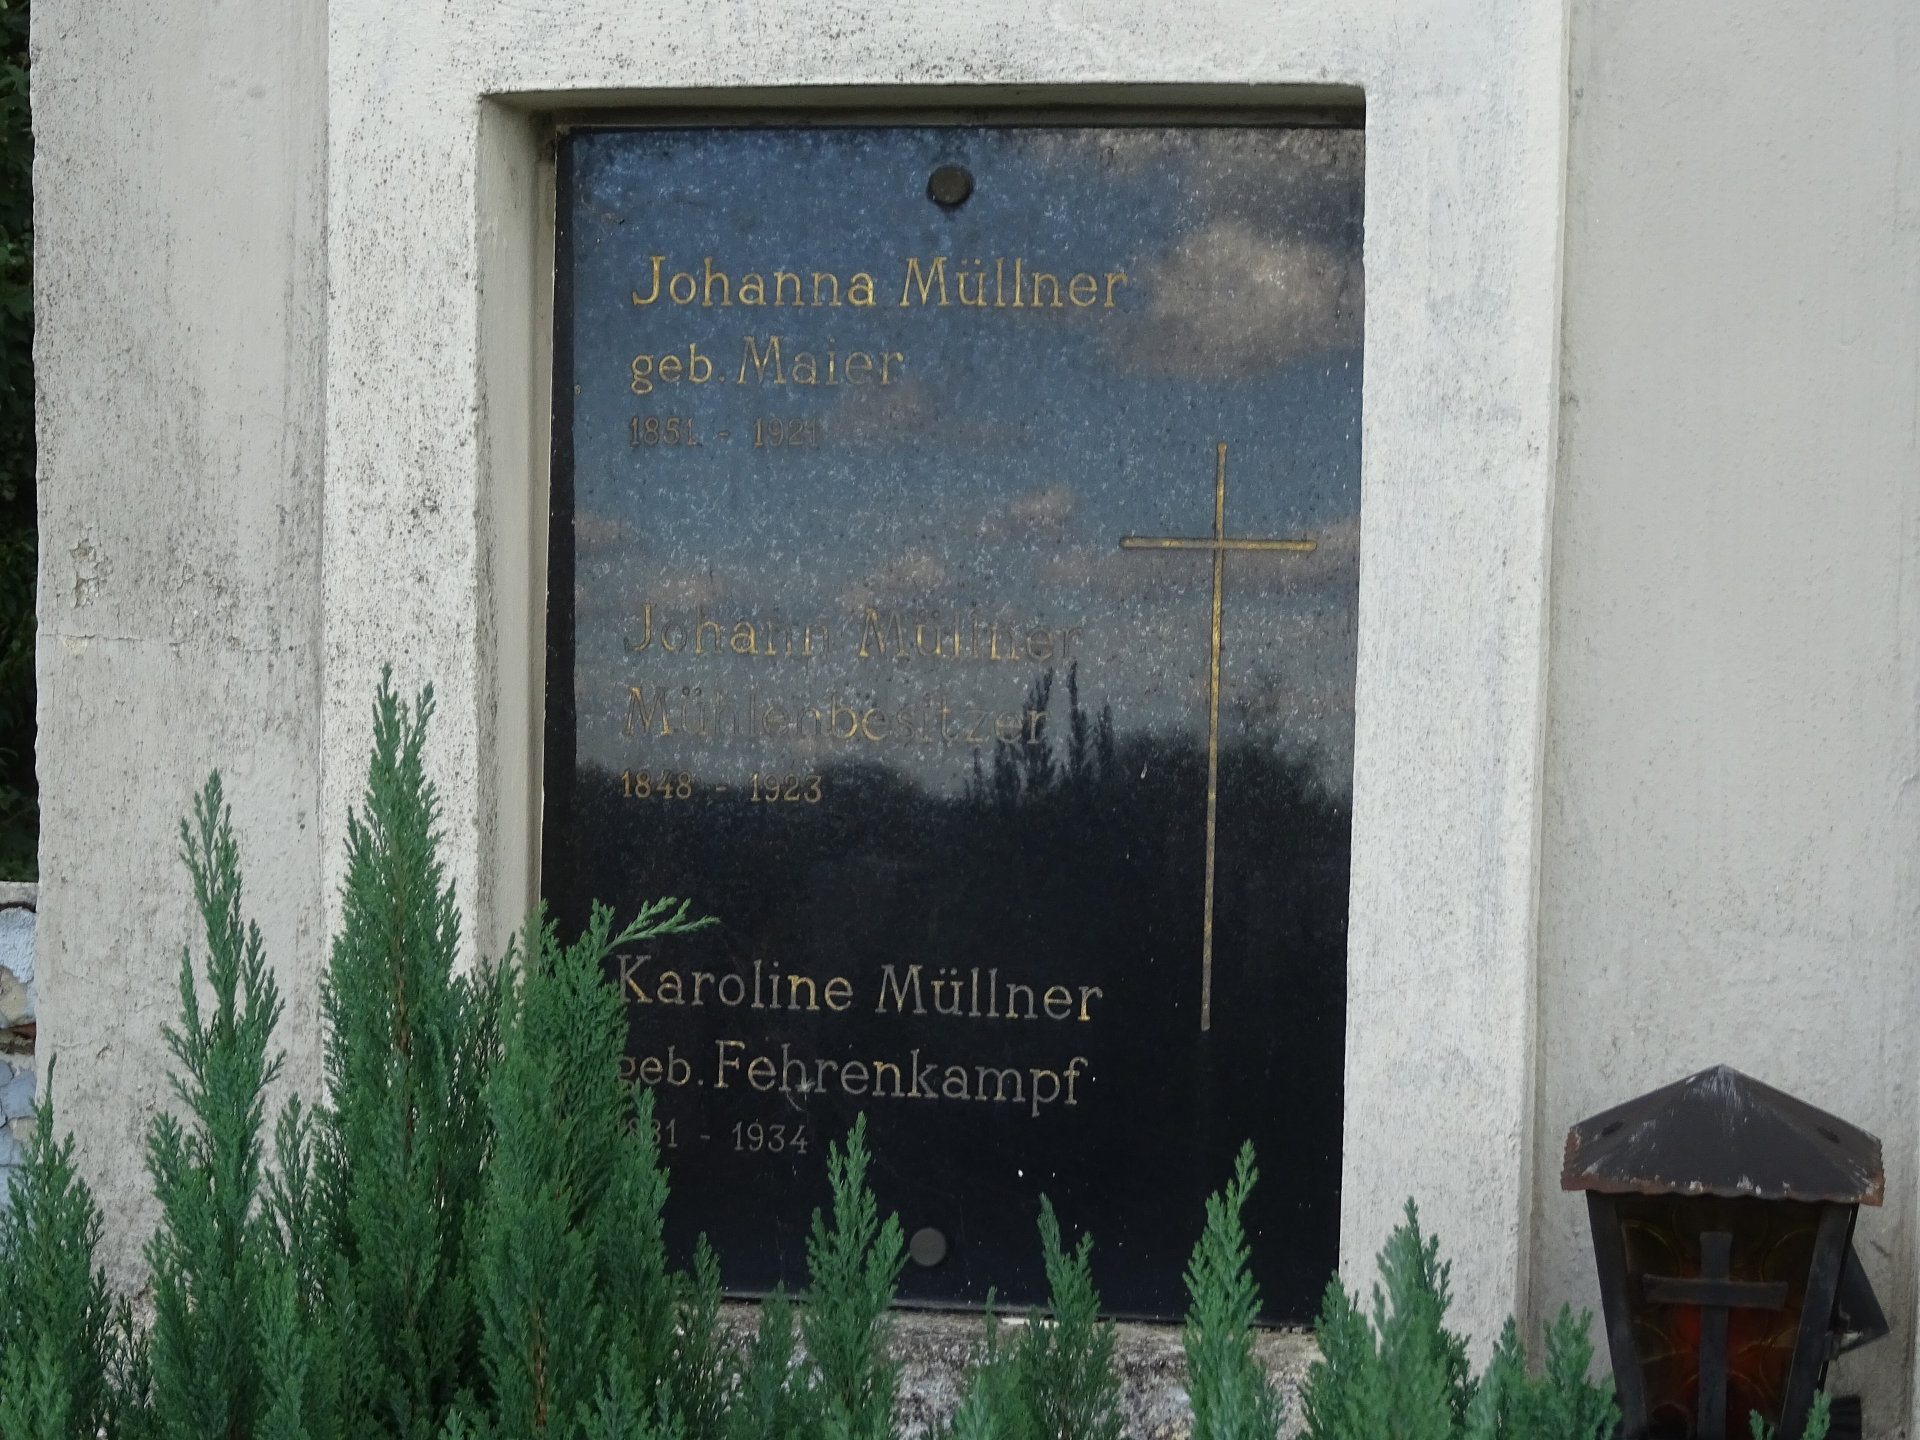 Johanna Müllner
geb. Maier
1851 - 1921
Johann Müllner
Mühlenbesitzer
1848 - 1923
Karoline Müllner
geb. Fehrenkampf
- 1934